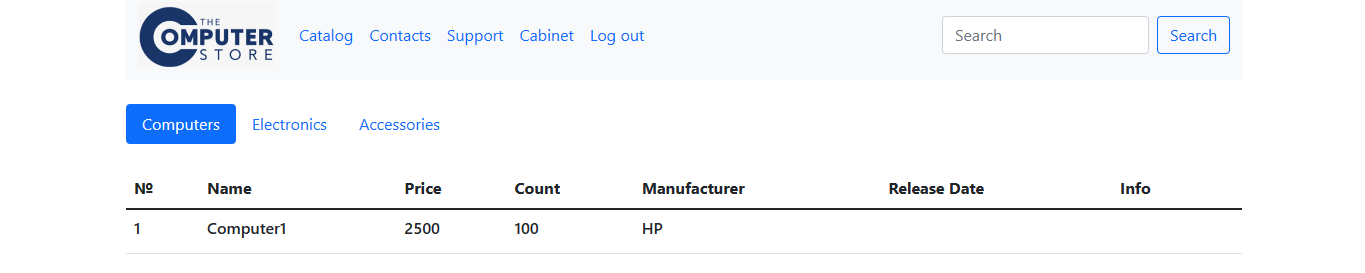 THE
COMPUTER
STORE
Catalog Contacts Support Cabinet Log out Search Search
Computers Electronics Accessories
№ Name Price Count Manufacturer Release Date Info
1 Computer1 2500 100 HP